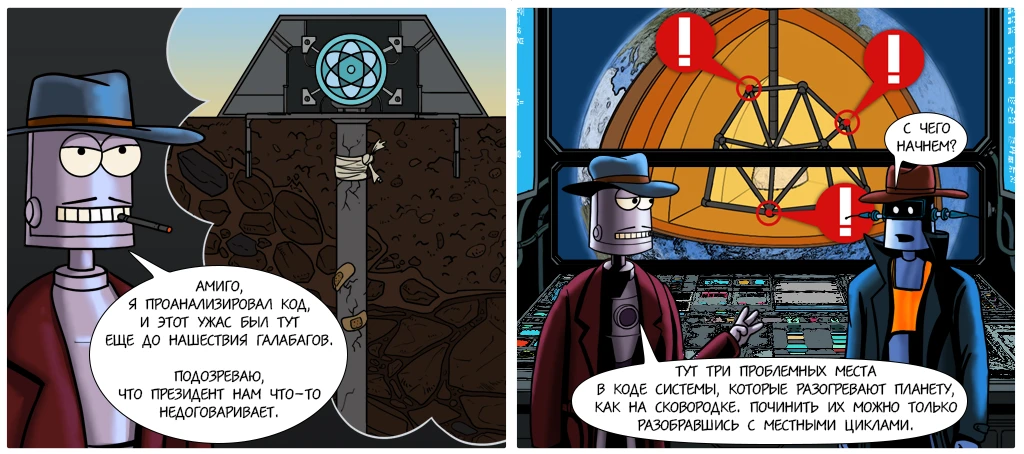 АМИГО,
Я ПРОАНАЛИЗИРОВАЛ КОД,
И ЭТОТ УЖАС БЫЛ ТУТ
ЕЩЕ ДО НАШЕСТВИЯ ГАЛАБАГОВ.
ПОДОЗРЕВАЮ,
ЧТО ПРЕЗИДЕНТ НАМ ЧТО-ТО
НЕДОГОВАРИВАЕТ.
!
!
!
С ЧЕГО
НАЧНЕМ?
ТУТ ТРИ ПРОБЛЕМНЫХ МЕСТА
В КОДЕ СИСТЕМЫ, КОТОРЫЕ РАЗОГРЕВАЮТ ПЛАНЕТУ,
КАК НА СКОВОРОДКЕ. ПОЧИНИТЬ ИХ МОЖНО ТОЛЬКО
РАЗОБРАВШИСЬ С МЕСТНЫМИ ЦИКЛАМИ.